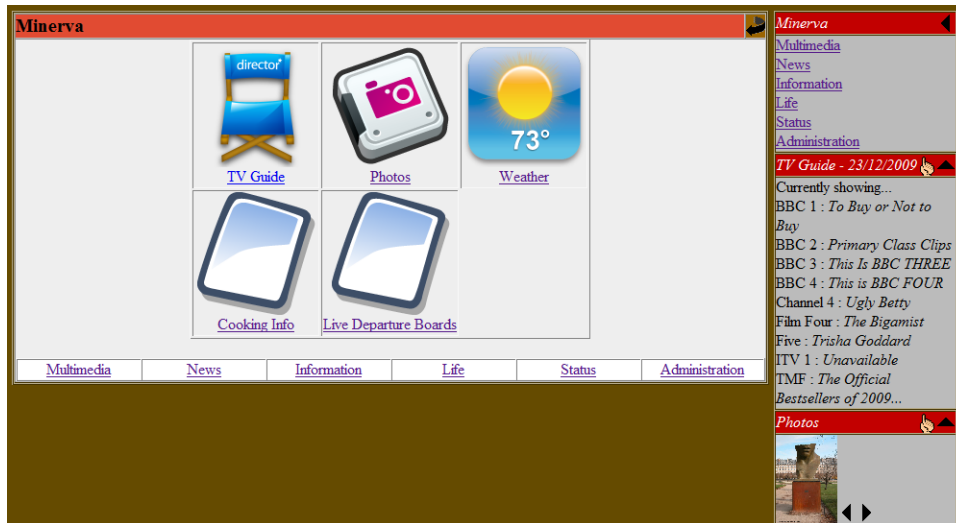 Minerva
director
73°
TV Guide
Photos
Weather
Cooking Info
Live Departure Boards
Multimedia
News
Information
Life
Status
Administration
Minerva
Multimedia
News
Information
Life
Status
Administration
TV Guide - 23/12/2009
Currently showing...
BBC 1 : To Buy or Not to
Buy
BBC 2 : Primary Class Clips
BBC 3 : This Is BBC THREE
BBC 4 : This is BBC FOUR
Channel 4 : Ugly Betty
Film Four : The Bigamist
Five : Trisha Goddard
ITV 1 : Unavailable
TMF : The Official
Bestsellers of 2009...
Photos